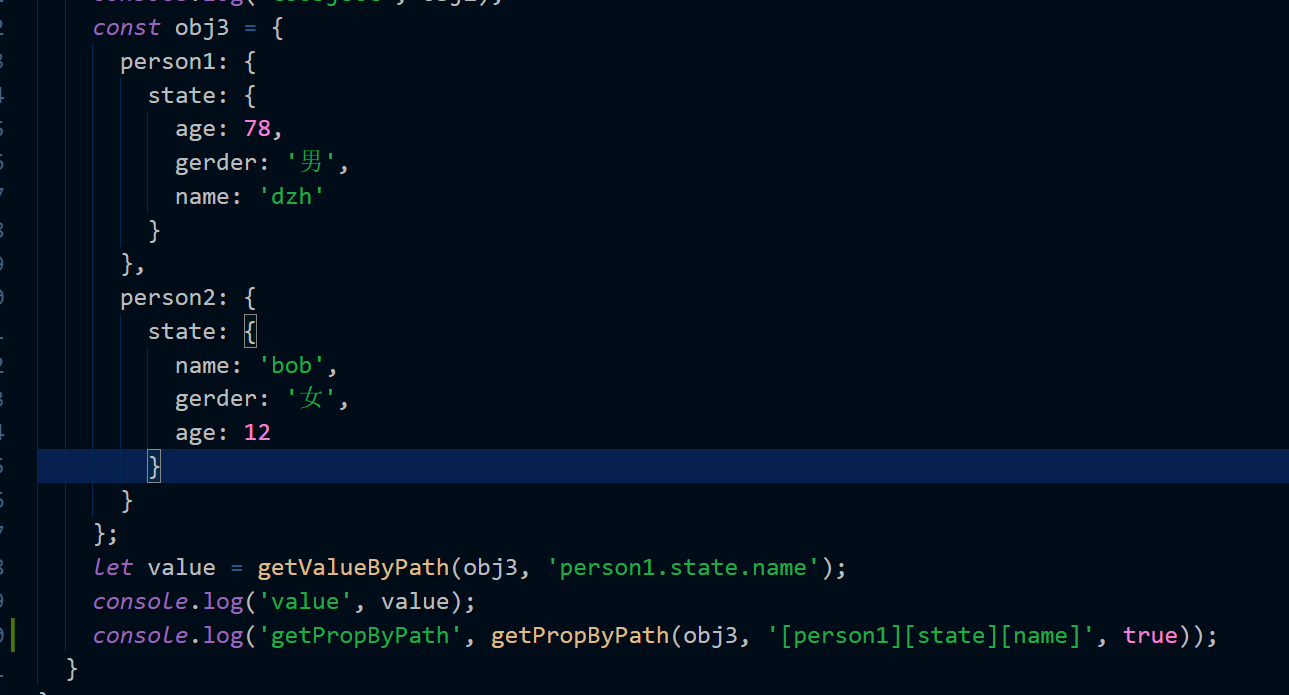 const obj3 = {
person1: {
state: {
age: 78,
gerder: '男',
name: 'dzh'
}
},
person2: {
state: {
name: 'bob',
gerder: '女',
age: 12
}
}
};
let value = getValueByPath(obj3, 'person1.state.name');
console.log('value', value);
console.log('getPropByPath', getPropByPath(obj3, '[person1][state][name]', true));
}